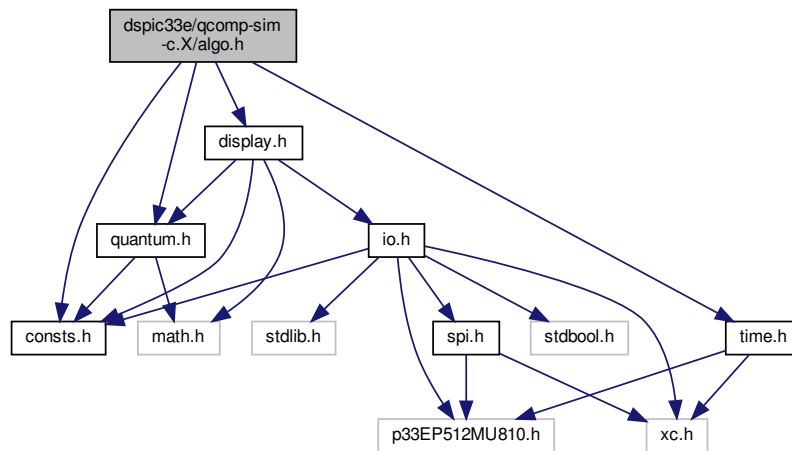 dspic33e/qcomp-sim
-c.X/algo.h
display.h
quantum.h
io.h
consts.h
math.h
stdlib.h
spi.h
stdbool.h
time.h
p33EP512MU810.h
xc.h